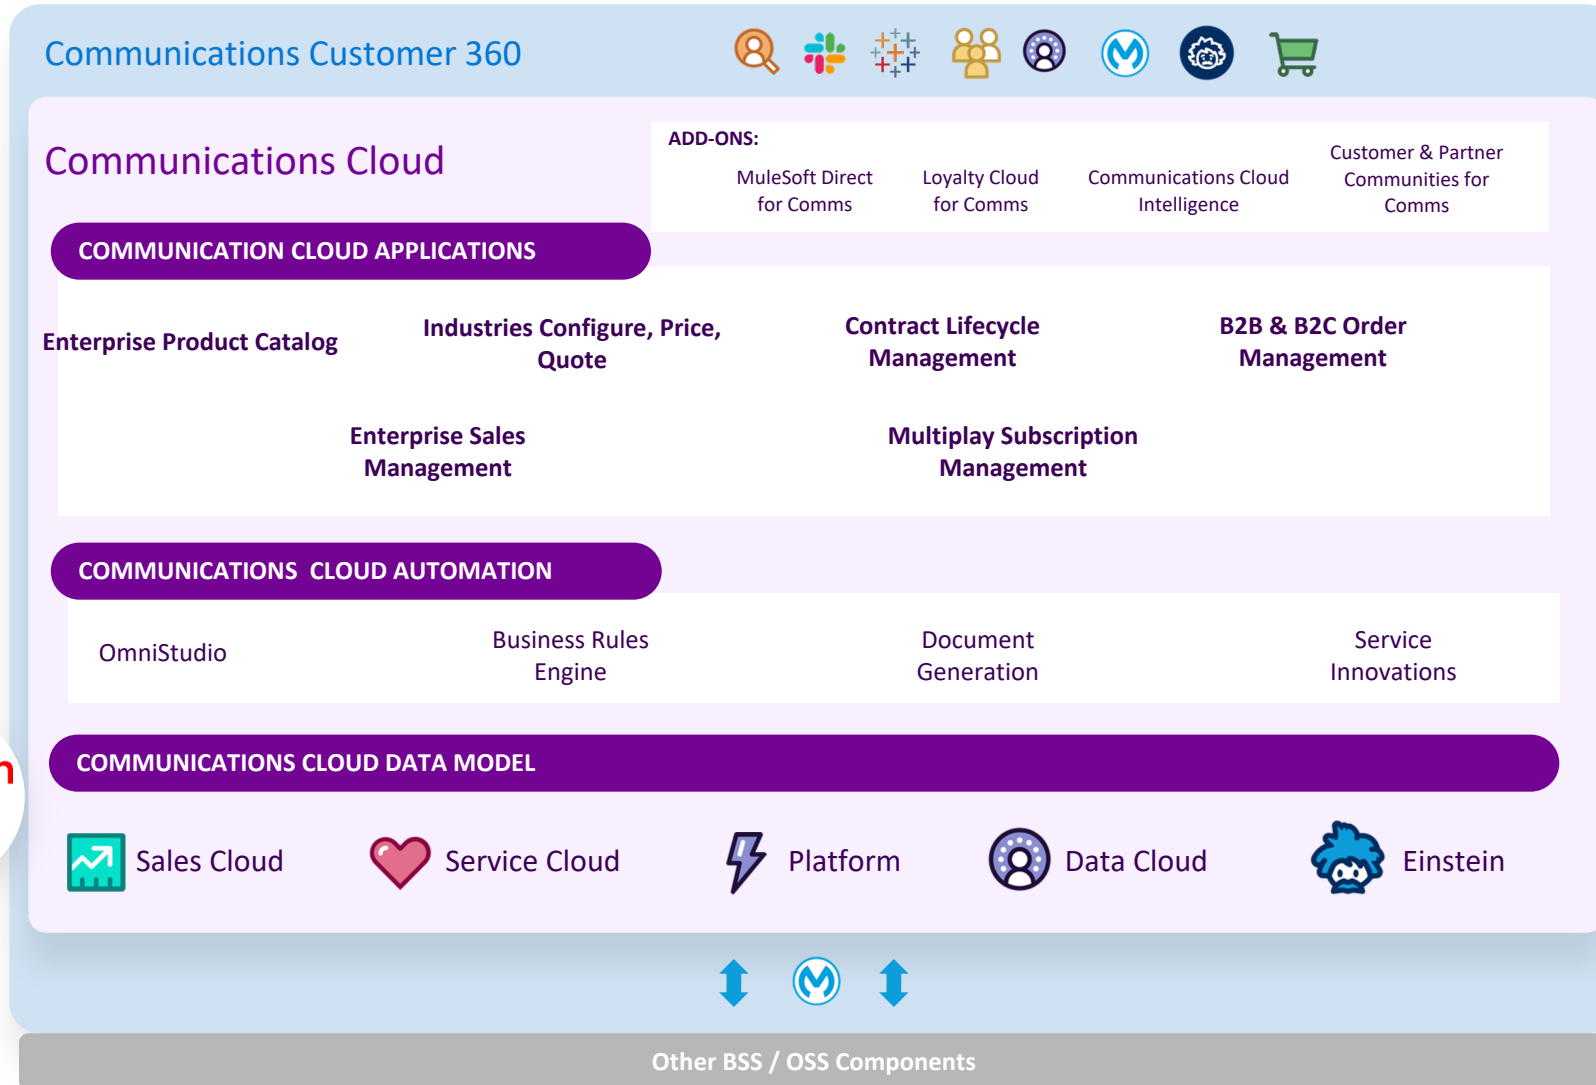 Communications Customer 360
Communications Cloud
ADD-ONS:
MuleSoft Direct
for Comms
Loyalty Cloud
for Comms
Communications Cloud
Intelligence
Customer & Partner
Communities for
Comms
COMMUNICATION CLOUD APPLICATIONS
Enterprise Product Catalog
Industries Configure, Price,
Quote
Contract Lifecycle
Management
B2B & B2C Order
Management
Enterprise Sales
Management
Multiplay Subscription
Management
COMMUNICATIONS  CLOUD AUTOMATION
OmniStudio
Business Rules
Engine
Document
Generation
Service
Innovations
COMMUNICATIONS CLOUD DATA MODEL
Sales Cloud
Service Cloud
Platform
Data Cloud
Einstein
Other BSS / OSS Components